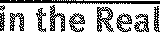 in the Real